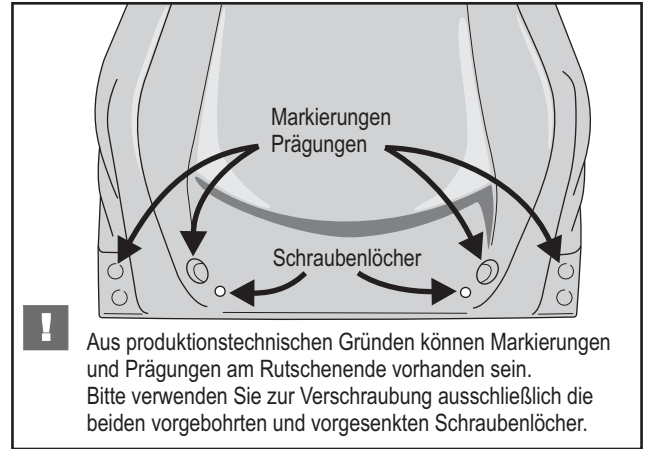 Markierungen
Prägungen
Schraubenlöcher
!
Aus produktionstechnischen Gründen können Markierungen
und Prägungen am Rutschenende vorhanden sein.
Bitte verwenden Sie zur Verschraubung ausschließlich die
beiden vorgebohrten und vorgesenkten Schraubenlöcher.